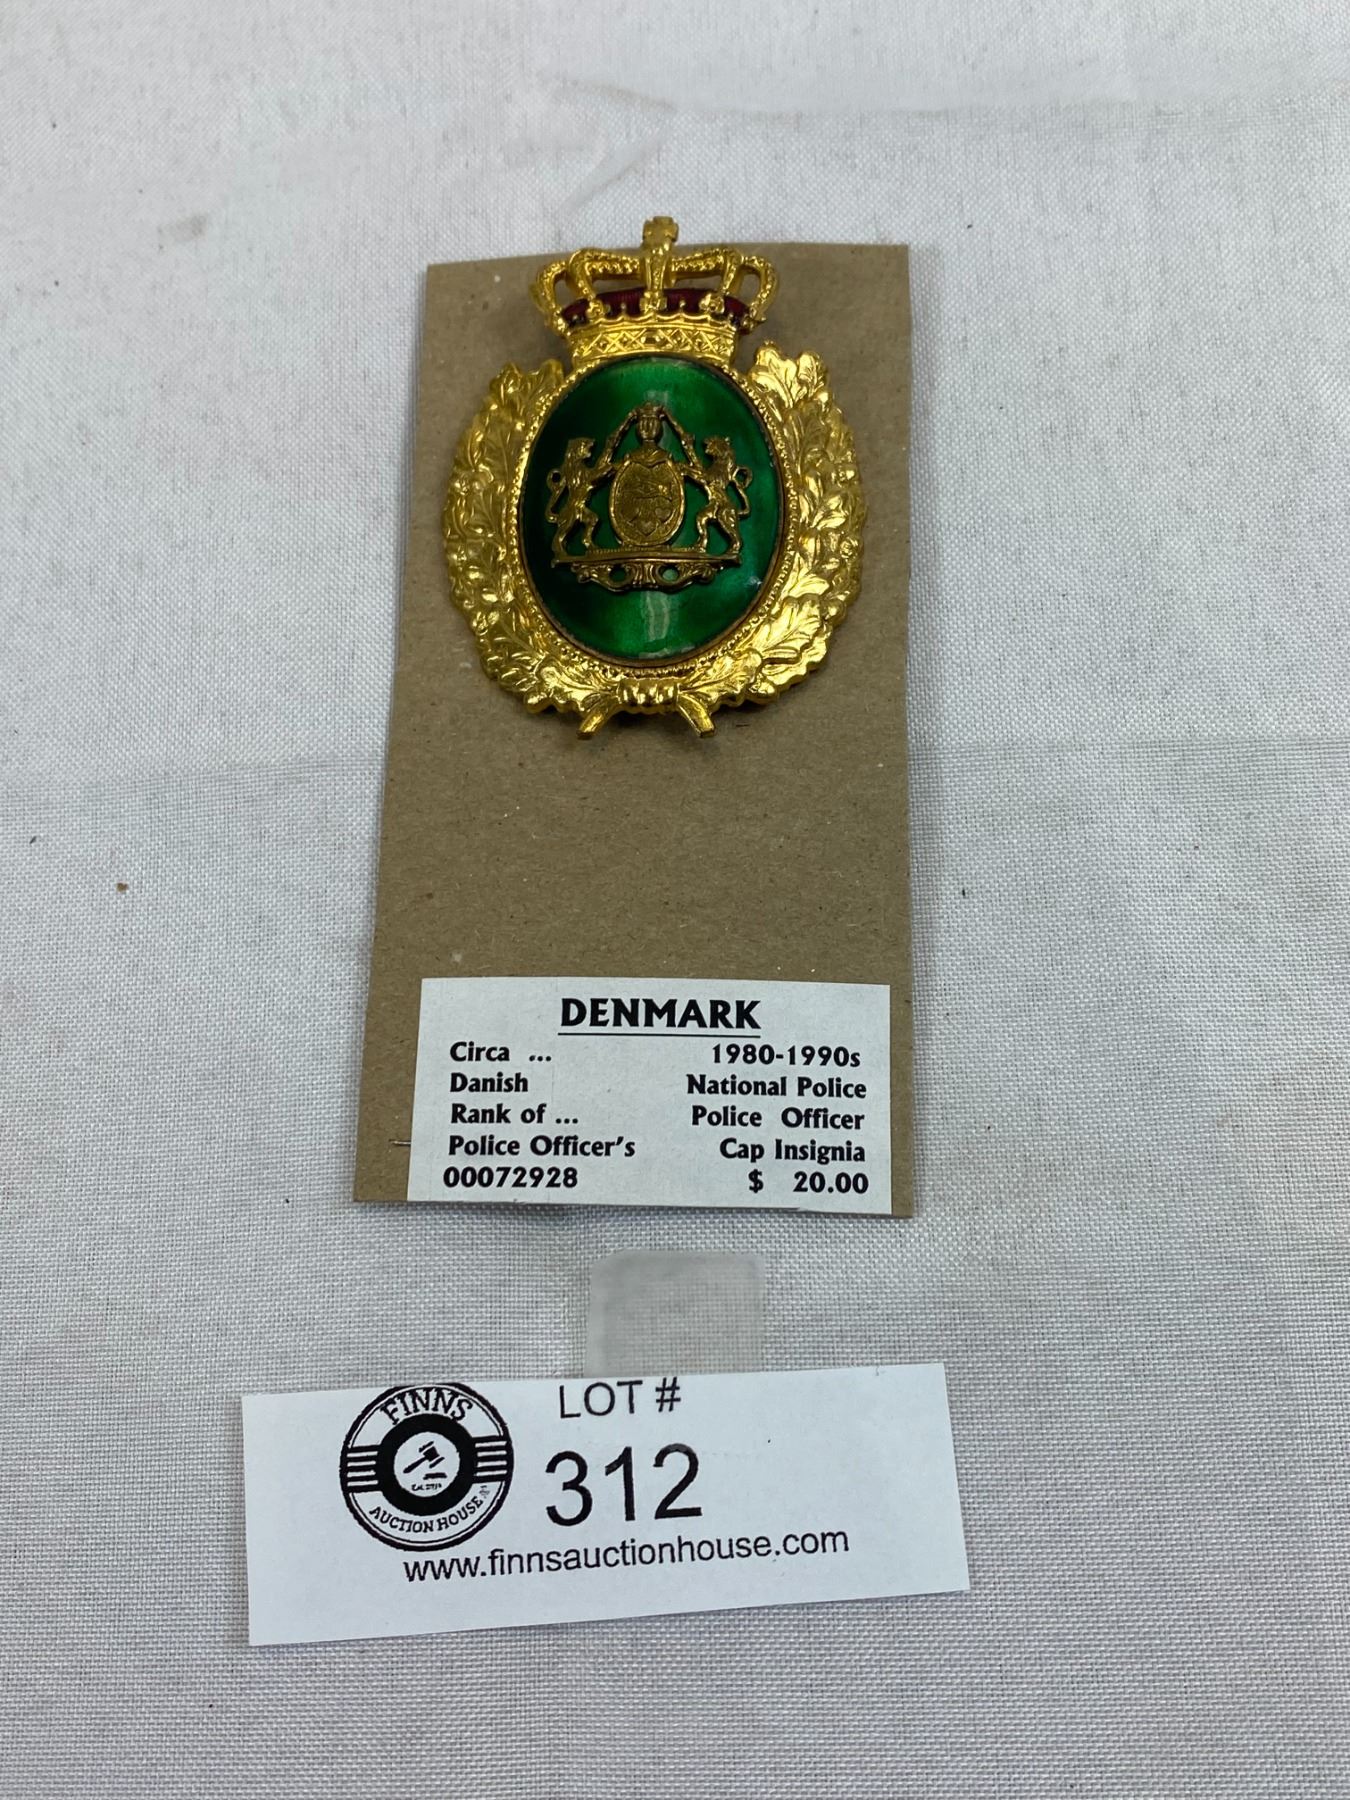 DENMARK
Circa ... 1980-1990s
Danish National Police
Rank of ... Police Officer
Police Officer's Cap Insignia
00072928 $ 20.00
LOT #
FINNS
AUCTION HOUSE
312
www.finnsauctionhouse.com